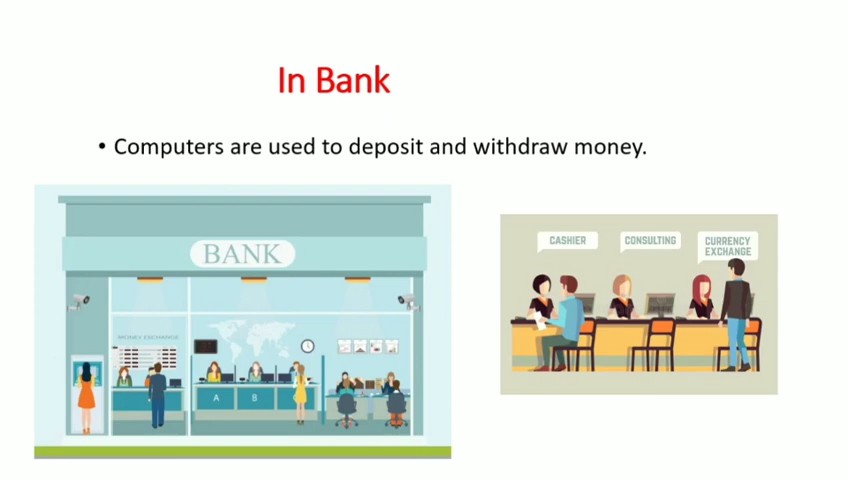 In Bank
• Computers are used to deposit and withdraw money.
BANK
MONEY EXCHANGE
A B
CASHIER
CONSULTING
CURRENCY
EXCHANGE